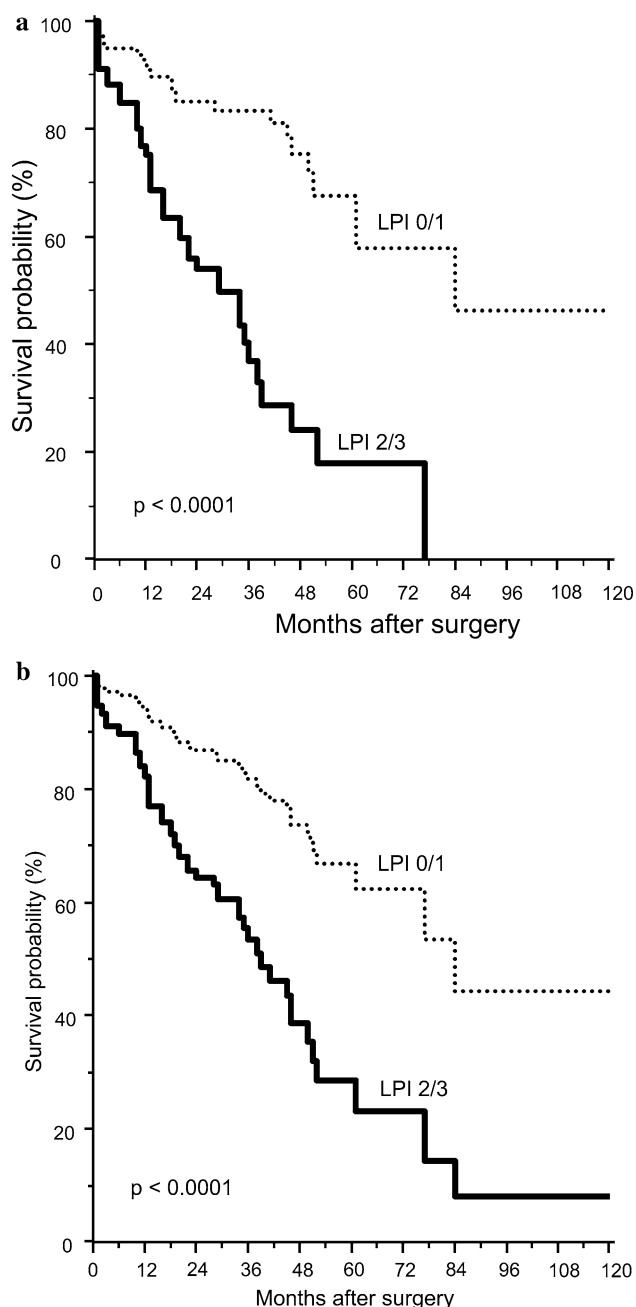 a
100
80
60
40
20
0
Survival probability (%)
LPI 0/1
LPI 2/3
p < 0.0001
0 12 24 36 48 60 72 84 96 108 120
Months after surgery
b
100
80
60
40
20
0
Survival probability (%)
LPI 0/1
LPI 2/3
p < 0.0001
0 12 24 36 48 60 72 84 96 108 120
Months after surgery